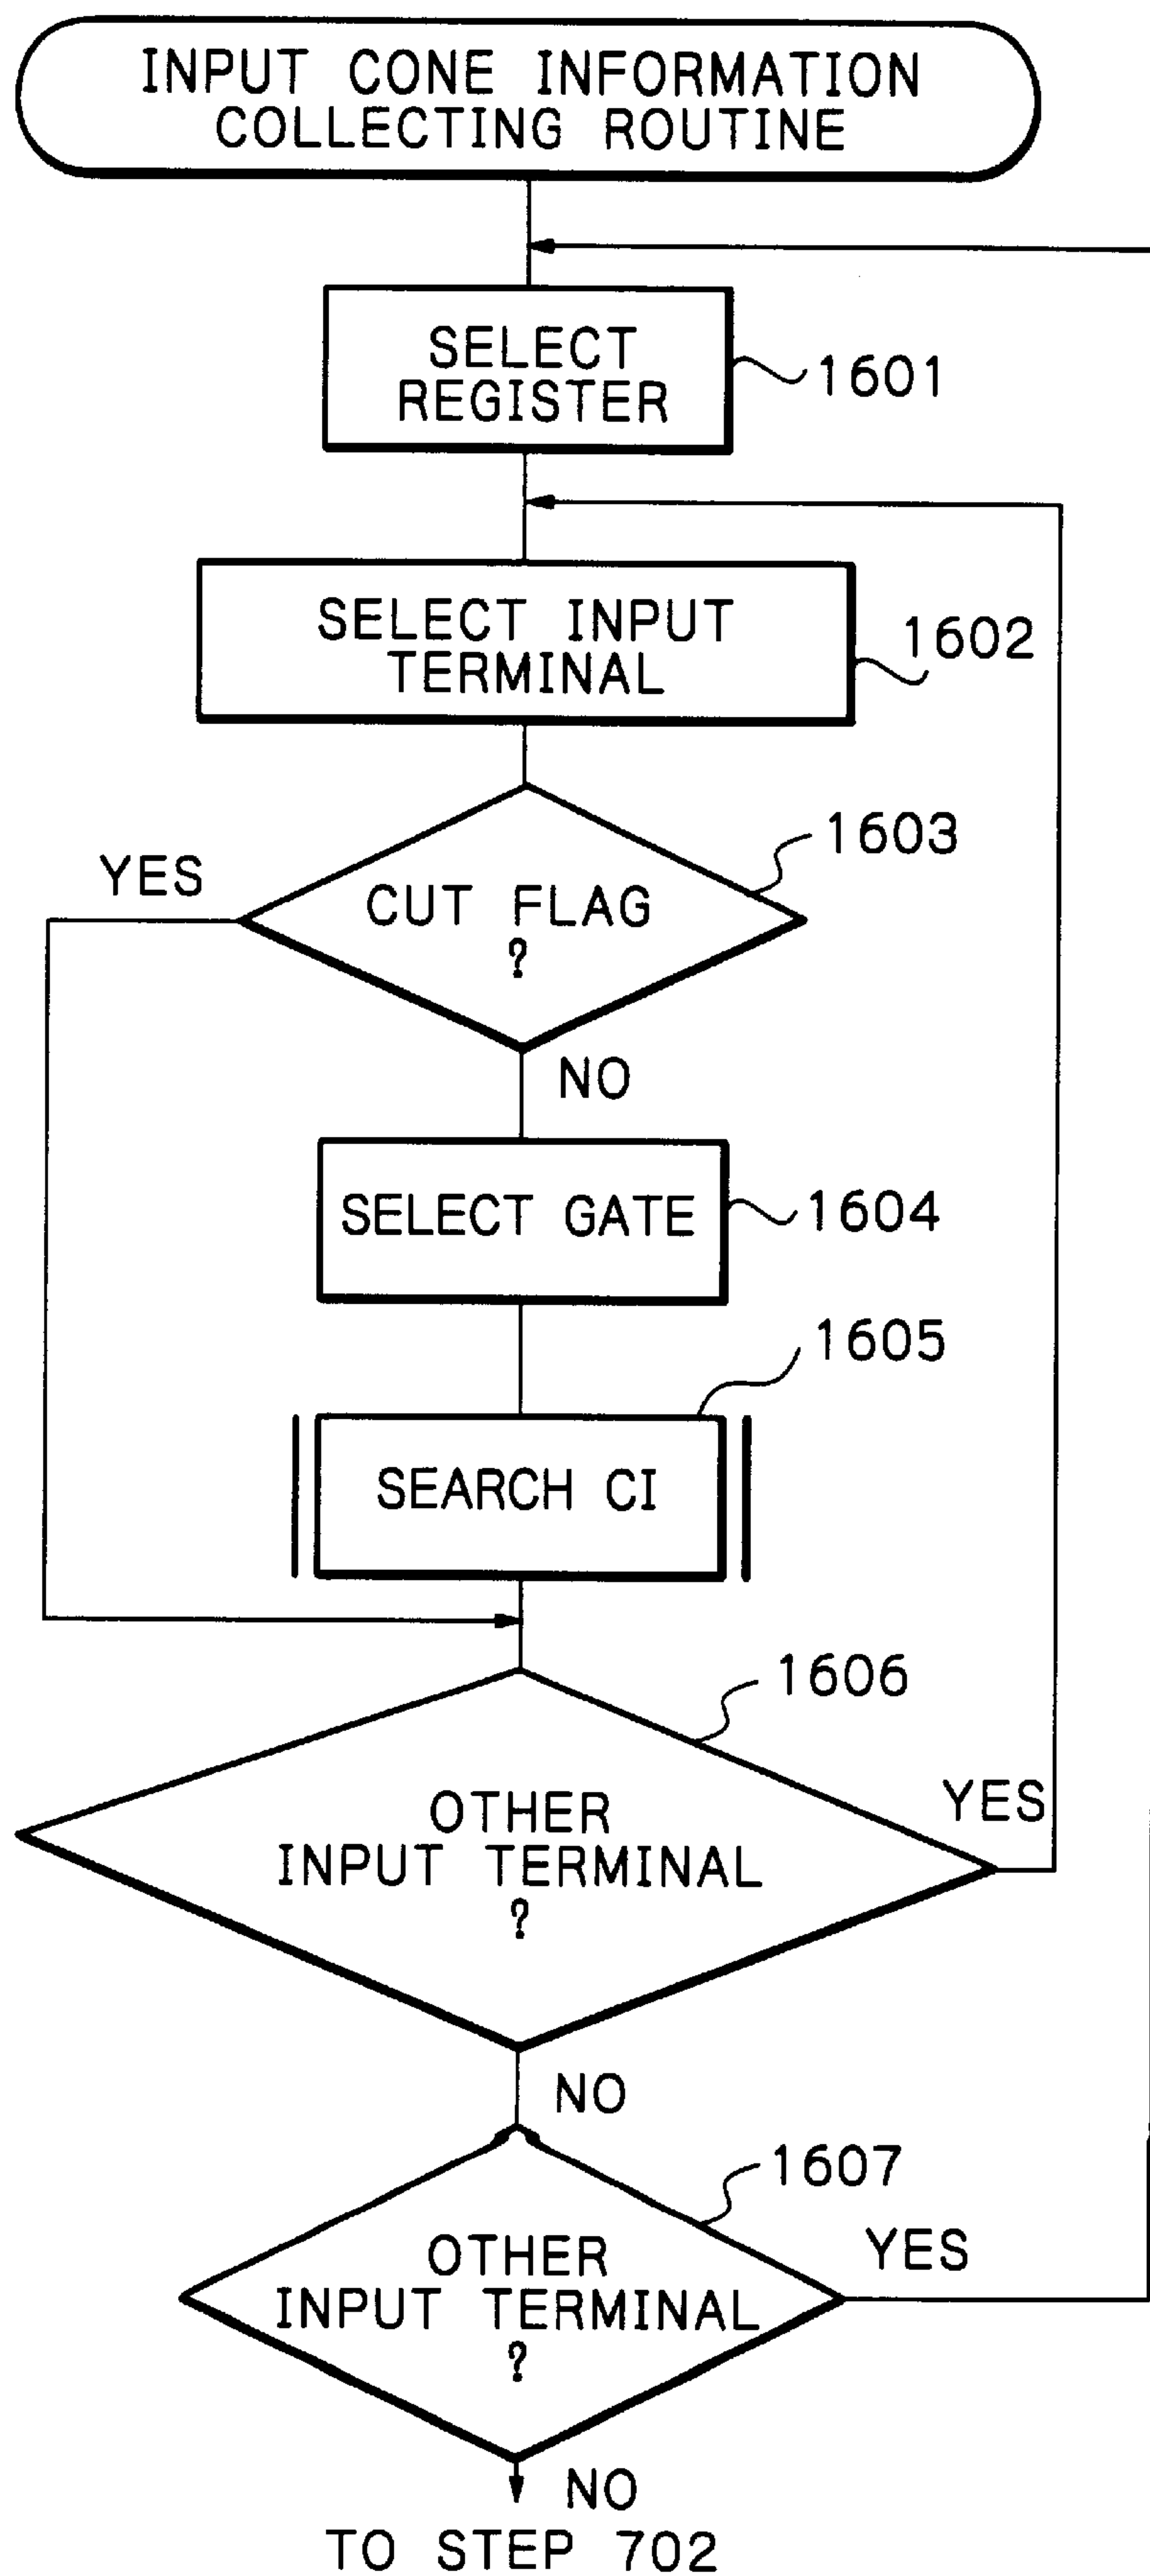 INPUT CONE INFORMATION
COLLECTING ROUTINE
SELECT
REGISTER
1601
SELECT INPUT
TERMINAL
1602
1603
YES
CUT FLAG
?
NO
SELECT GATE
1604
1605
SEARCH CI
1606
YES
OTHER
INPUT TERMINAL
?
NO
1607
YES
OTHER
INPUT TERMINAL
?
NO
TO STEP 702